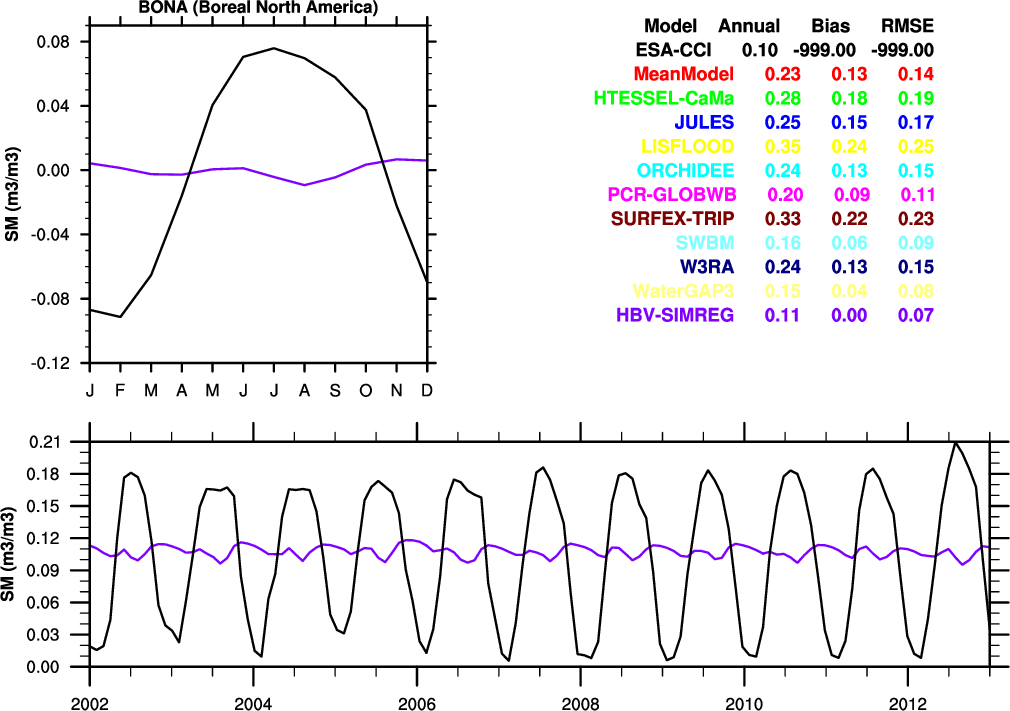 BONA (Boreal North America)
Model Annual Bias RMSE
ESA-CCI 0.10 -999.00 -999.00
MeanModel 0.23 0.13 0.14
HTESSEL-CaMa 0.28 0.18 0.19
JULES 0.25 0.15 0.17
LISFLOOD 0.35 0.24 0.25
ORCHIDEE 0.24 0.13 0.15
PCR-GLOBWB 0.20 0.09 0.11
SURFEX-TRIP 0.33 0.22 0.23
SWBM 0.16 0.06 0.09
W3RA 0.24 0.13 0.15
WaterGAP3 0.15 0.04 0.08
HBV-SIMREG 0.11 0.00 0.07
SM (m3/m3)
0.08
0.04
0.00
-0.04
-0.08
-0.12
J F M A M J J A S O N D
SM (m3/m3)
0.21
0.18
0.15
0.12
0.09
0.06
0.03
0.00
2002 2004 2006 2008 2010 2012